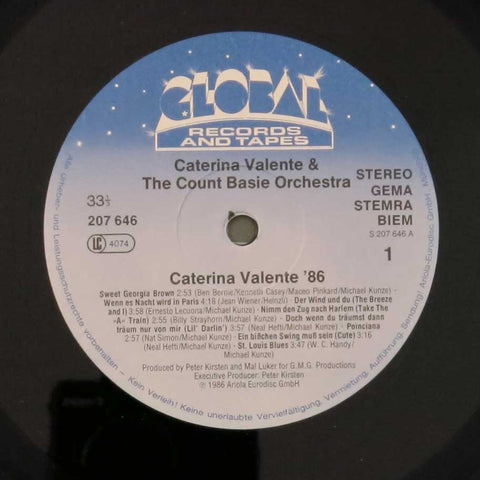 GLOBAL
RECORDS
AND TAPES
Caterina Valente &
The Count Basie Orchestra
STEREO
GEMA
STEMRA
BIEM
S 207 646 A
33⅓
207 646
LC 4074
1
Caterina Valente '86
Sweet Georgia Brown 2:53 (Ben Bernie/Kenneth Casey/Maceo Pinkard/Michael Kunze) -
Wenn es Nacht wird in Paris 4:18 (Jean Wiener/Heinzli) - Der Wind und du (The Breeze
and I) 3:58 (Ernesto Lecuona/Michael Kunze) - Nimm den Zug nach Harlem (Take The
»A« Train) 2:55 (Billy Strayhorn/Michael Kunze) - Doch wenn du träumst dann
träum nur von mir (Lil' Darlin') 3:57 (Neal Hefti/Michael Kunze) - Poinciana
2:57 (Nat Simon/Michael Kunze) - Ein bißchen Swing muß sein (Cute)
3:16 (Neal Hefti/Michael Kunze) - St. Louis Blues 3:47 (W. C. Handy/
Michael Kunze)
Produced by Peter Kirsten and Mal Luker for G.M.G. Productions
Executive Producer: Peter Kirsten
℗ 1986 Ariola Eurodisc GmbH
Alle Urheber- und Leistungsschutzrechte vorbehalten - Kein Verleih! Keine unerlaubte Vervielfältigung, Vermietung, Aufführung, Sendung! Ariola-Eurodisc GmbH,